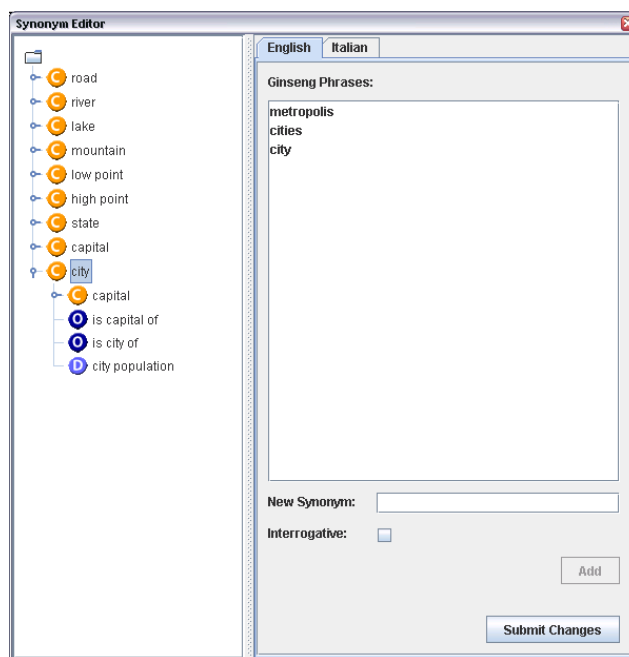 Synonym Editor
C road
C river
C lake
C mountain
C low point
C high point
C state
C capital
C city
C capital
O is capital of
O is city of
D city population
English Italian
Ginseng Phrases:
metropolis
cities
city
New Synonym:
Interrogative:
Add
Submit Changes